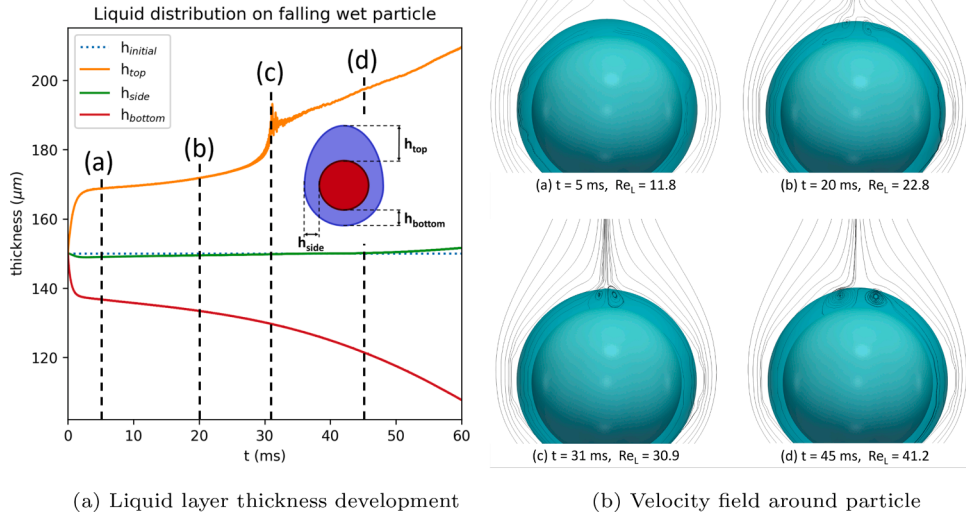 Liquid distribution on falling wet particle
h_initial
h_top
h_side
h_bottom
(a)
(b)
(c)
(d)
h_top
h_bottom
h_side
thickness (μm)
200
180
160
140
120
0 10 20 30 40 50 60
t (ms)
(a) Liquid layer thickness development
(a) t = 5 ms, Re_L = 11.8
(b) t = 20 ms, Re_L = 22.8
(c) t = 31 ms, Re_L = 30.9
(d) t = 45 ms, Re_L = 41.2
(b) Velocity field around particle